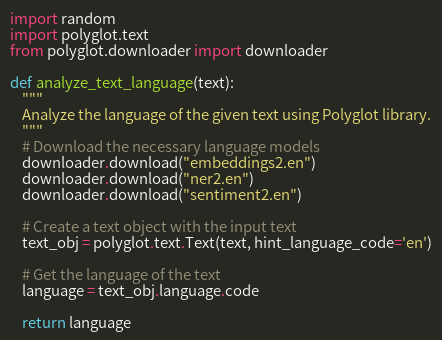 import random
import polyglot.text
from polyglot.downloader import downloader

def analyze_text_language(text):
    """
    Analyze the language of the given text using Polyglot library.
    """
    # Download the necessary language models
    downloader.download("embeddings2.en")
    downloader.download("ner2.en")
    downloader.download("sentiment2.en")

    # Create a text object with the input text
    text_obj = polyglot.text.Text(text, hint_language_code='en')

    # Get the language of the text
    language = text_obj.language.code

    return language